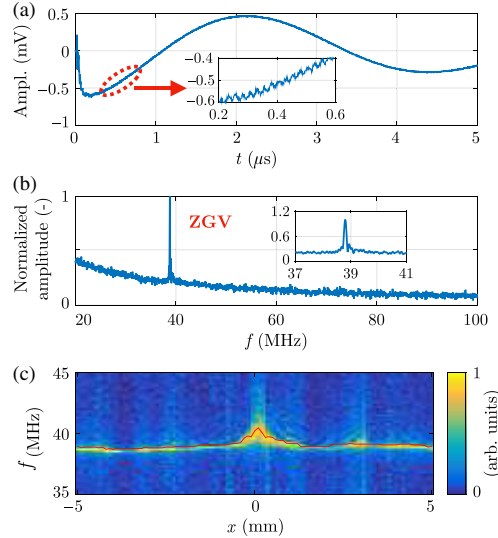 (a)
Ampl. (mV)
0.5
0
−0.5
−1
−0.4
−0.5
−0.6
0.2 0.4 0.6
0 1 2 3 4 5
t (μs)
(b)
Normalized
amplitude (-)
1
0
ZGV
1.2
0.6
0
37 39 41
20 40 60 80 100
f (MHz)
(c)
f (MHz)
45
40
35
−5 0 5
x (mm)
1
0
(arb. units)